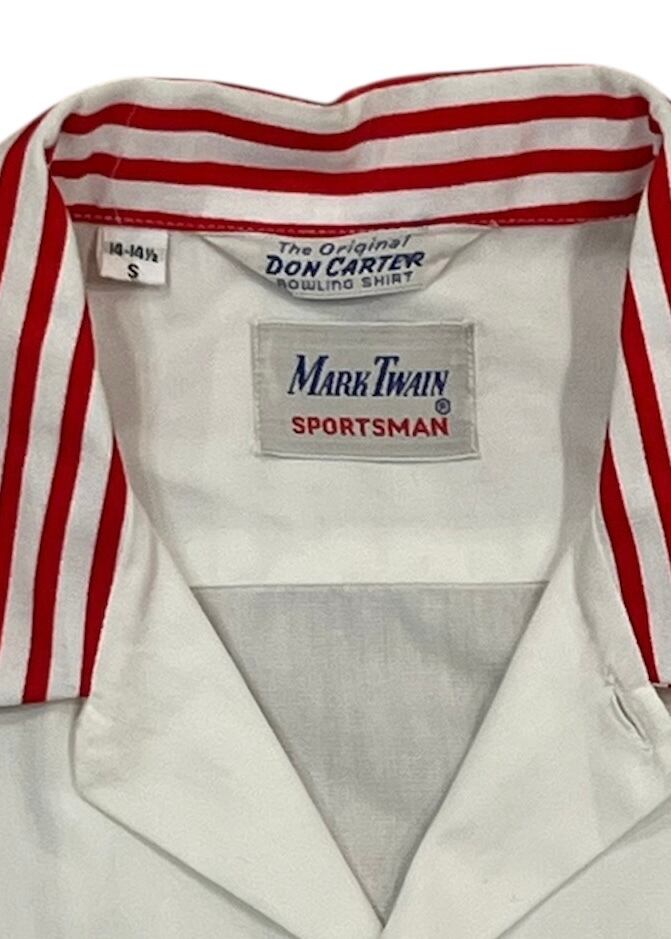 14-14½
S
The Original
DON CARTER
BOWLING SHIRT
MARK TWAIN
®
SPORTSMAN